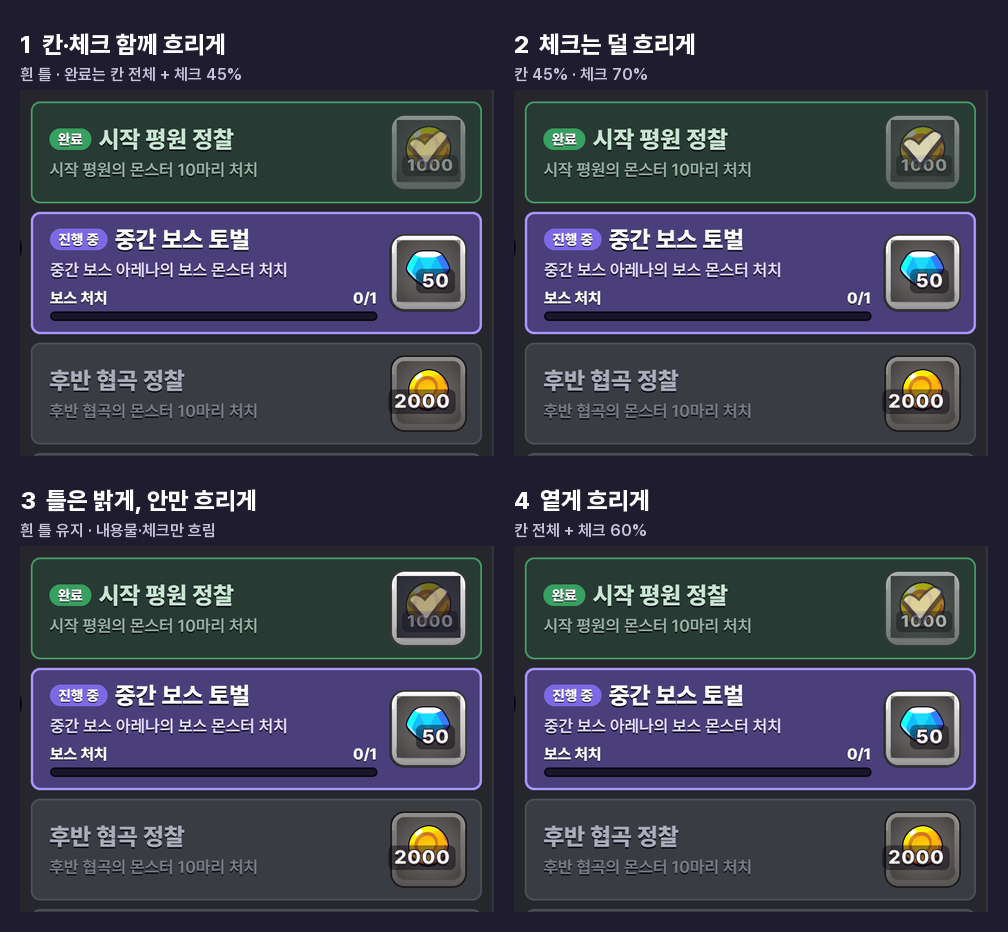 1 칸·체크 함께 흐리게
흰 틀 · 완료는 칸 전체 + 체크 45%
완료 시작 평원 정찰
시작 평원의 몬스터 10마리 처치
1000
진행 중 중간 보스 토벌
중간 보스 아레나의 보스 몬스터 처치
보스 처치 0/1
50
후반 협곡 정찰
후반 협곡의 몬스터 10마리 처치
2000
2 체크는 덜 흐리게
칸 45% · 체크 70%
완료 시작 평원 정찰
시작 평원의 몬스터 10마리 처치
1000
진행 중 중간 보스 토벌
중간 보스 아레나의 보스 몬스터 처치
보스 처치 0/1
50
후반 협곡 정찰
후반 협곡의 몬스터 10마리 처치
2000
3 틀은 밝게, 안만 흐리게
흰 틀 유지 · 내용물·체크만 흐림
완료 시작 평원 정찰
시작 평원의 몬스터 10마리 처치
1000
진행 중 중간 보스 토벌
중간 보스 아레나의 보스 몬스터 처치
보스 처치 0/1
50
후반 협곡 정찰
후반 협곡의 몬스터 10마리 처치
2000
4 옅게 흐리게
칸 전체 + 체크 60%
완료 시작 평원 정찰
시작 평원의 몬스터 10마리 처치
1000
진행 중 중간 보스 토벌
중간 보스 아레나의 보스 몬스터 처치
보스 처치 0/1
50
후반 협곡 정찰
후반 협곡의 몬스터 10마리 처치
2000